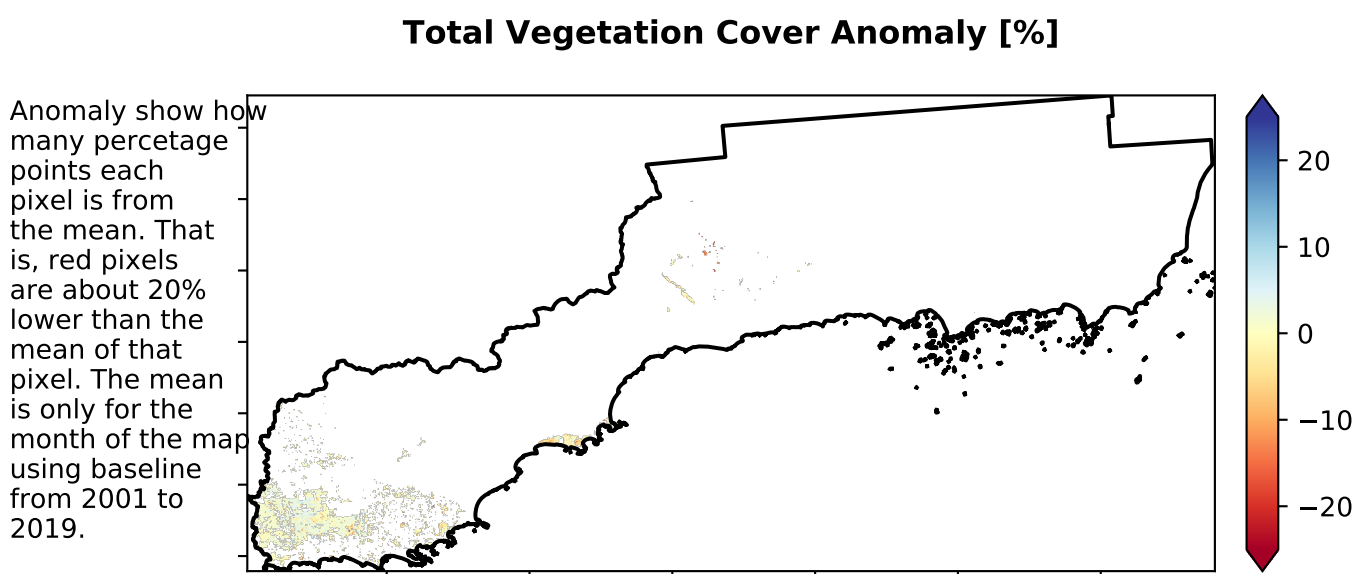 Total Vegetation Cover Anomaly [%]
Anomaly show how
many percetage
points each
pixel is from
the mean. That
is, red pixels
are about 20%
lower than the
mean of that
pixel. The mean
is only for the
month of the map
using baseline
from 2001 to
2019.
20
10
0
−10
−20